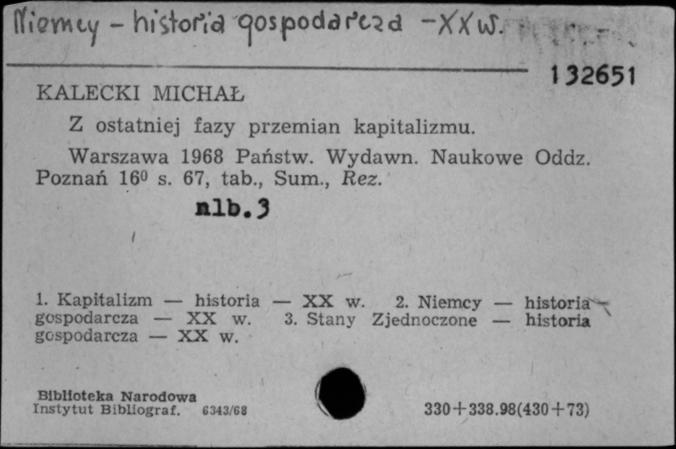 Niemcy – historia gospodarcza – XX w.
132651
KALECKI MICHAŁ
Z ostatniej fazy przemian kapitalizmu.
Warszawa 1968 Państw. Wydawn. Naukowe Oddz.
Poznań 16⁰ s. 67, tab., Sum., Rez.
nlb.3
1. Kapitalizm — historia — XX w. 2. Niemcy — historia
gospodarcza — XX w. 3. Stany Zjednoczone — historia
gospodarcza — XX w.
Biblioteka Narodowa
Instytut Bibliograf. 6343/68
330+338.98(430+73)